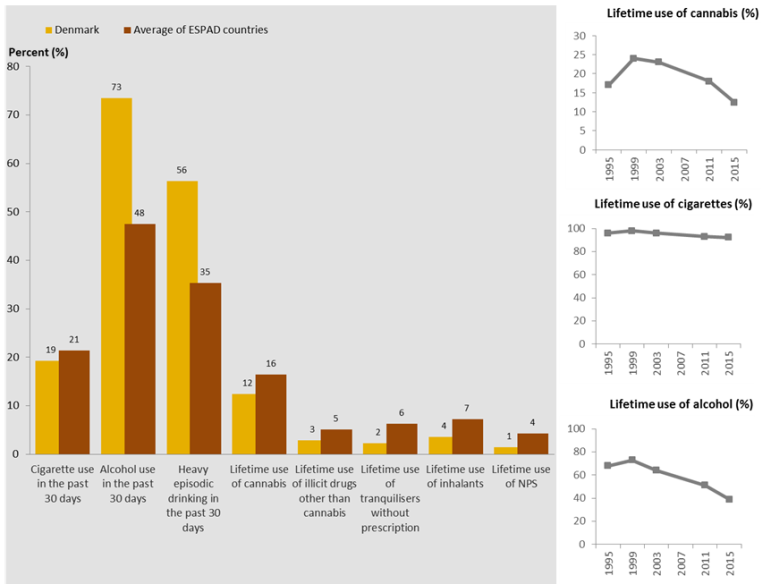 Denmark
Average of ESPAD countries
Percent (%)
80
70
60
50
40
30
20
10
0
73
56
48
35
19
21
12
16
3
5
2
6
4
7
1
4
Cigarette use
in the past
30 days
Alcohol use
in the past
30 days
Heavy
episodic
drinking in
the past 30
days
Lifetime use
of cannabis
Lifetime use
of illicit drugs
other than
cannabis
Lifetime use
of
tranquilisers
without
prescription
Lifetime use
of inhalants
Lifetime use
of NPS
Lifetime use of cannabis (%)
30
25
20
15
10
5
0
1995
1999
2003
2007
2011
2015
Lifetime use of cigarettes (%)
100
80
60
40
20
0
1995
1999
2003
2007
2011
2015
Lifetime use of alcohol (%)
100
80
60
40
20
0
1995
1999
2003
2007
2011
2015